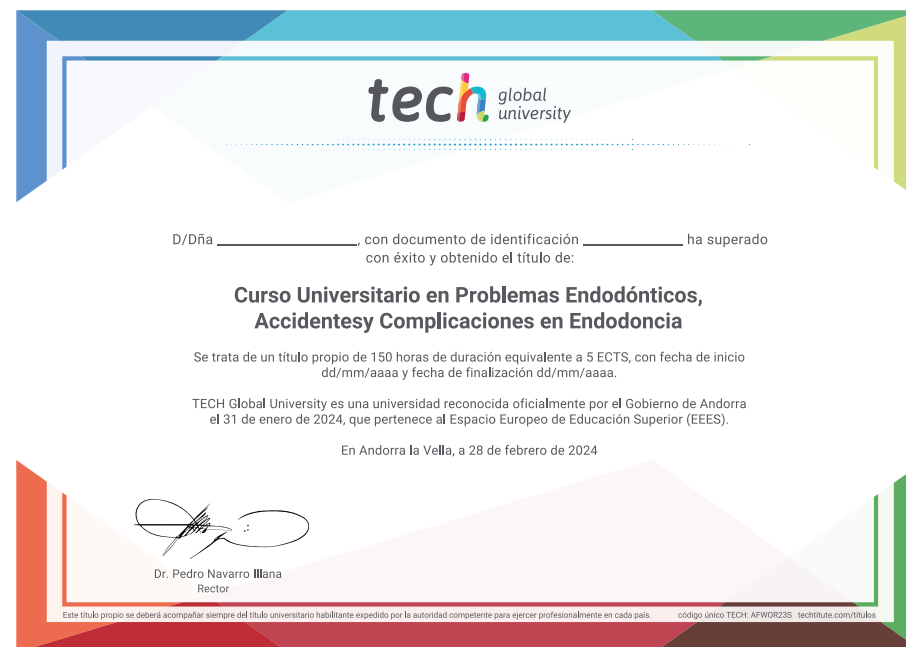 tech global
university
D/Dña ____________________, con documento de identificación ______________ ha superado
con éxito y obtenido el título de:
Curso Universitario en Problemas Endodónticos,
Accidentesy Complicaciones en Endodoncia
Se trata de un título propio de 150 horas de duración equivalente a 5 ECTS, con fecha de inicio
dd/mm/aaaa y fecha de finalización dd/mm/aaaa.
TECH Global University es una universidad reconocida oficialmente por el Gobierno de Andorra
el 31 de enero de 2024, que pertenece al Espacio Europeo de Educación Superior (EEES).
En Andorra la Vella, a 28 de febrero de 2024
Dr. Pedro Navarro Illana
Rector
Este título propio se deberá acompañar siempre del título universitario habilitante expedido por la autoridad competente para ejercer profesionalmente en cada país. código único TECH: AFWOR23S techtitute.com/titulos